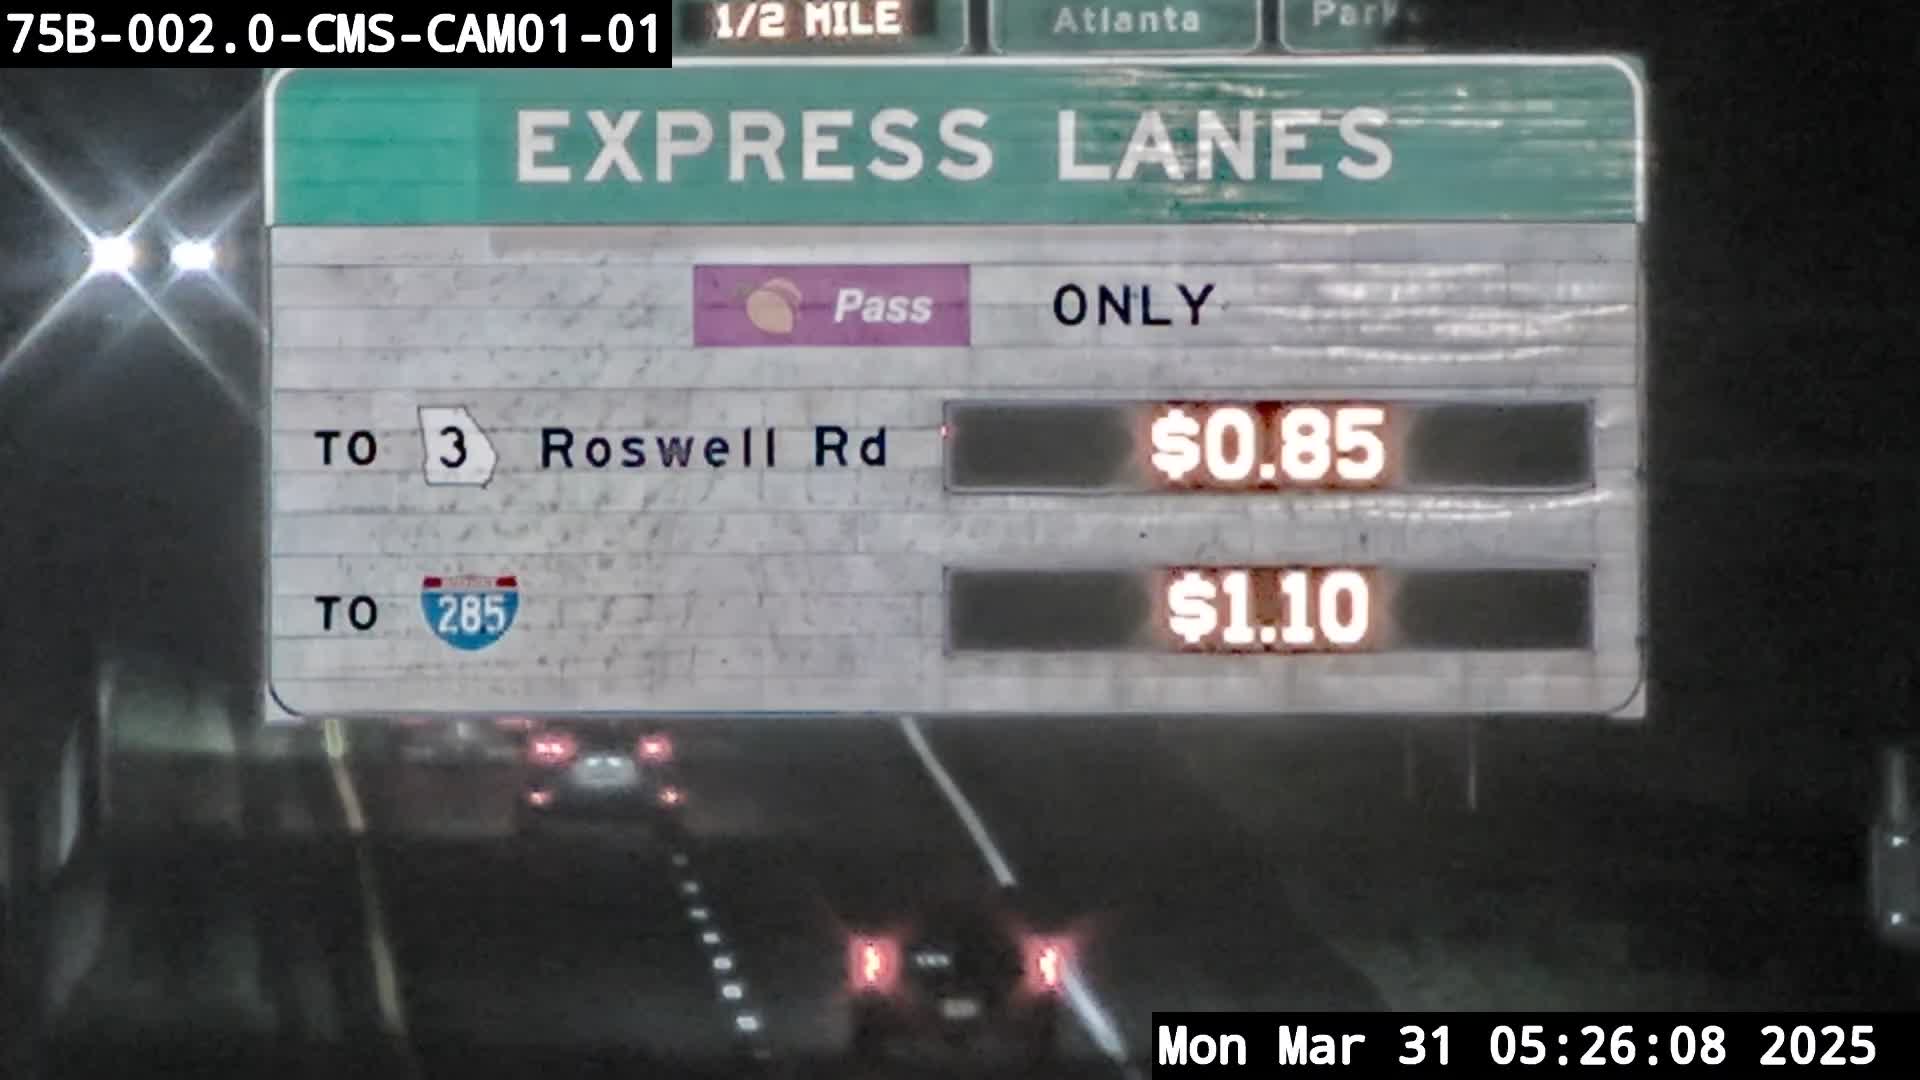 75B-002.0-CMS-CAM01-01
1/2 MILE
Atlanta
Park
EXPRESS LANES
Pass ONLY
TO 3 Roswell Rd $0.85
TO 285 $1.10
Mon Mar 31 05:26:08 2025